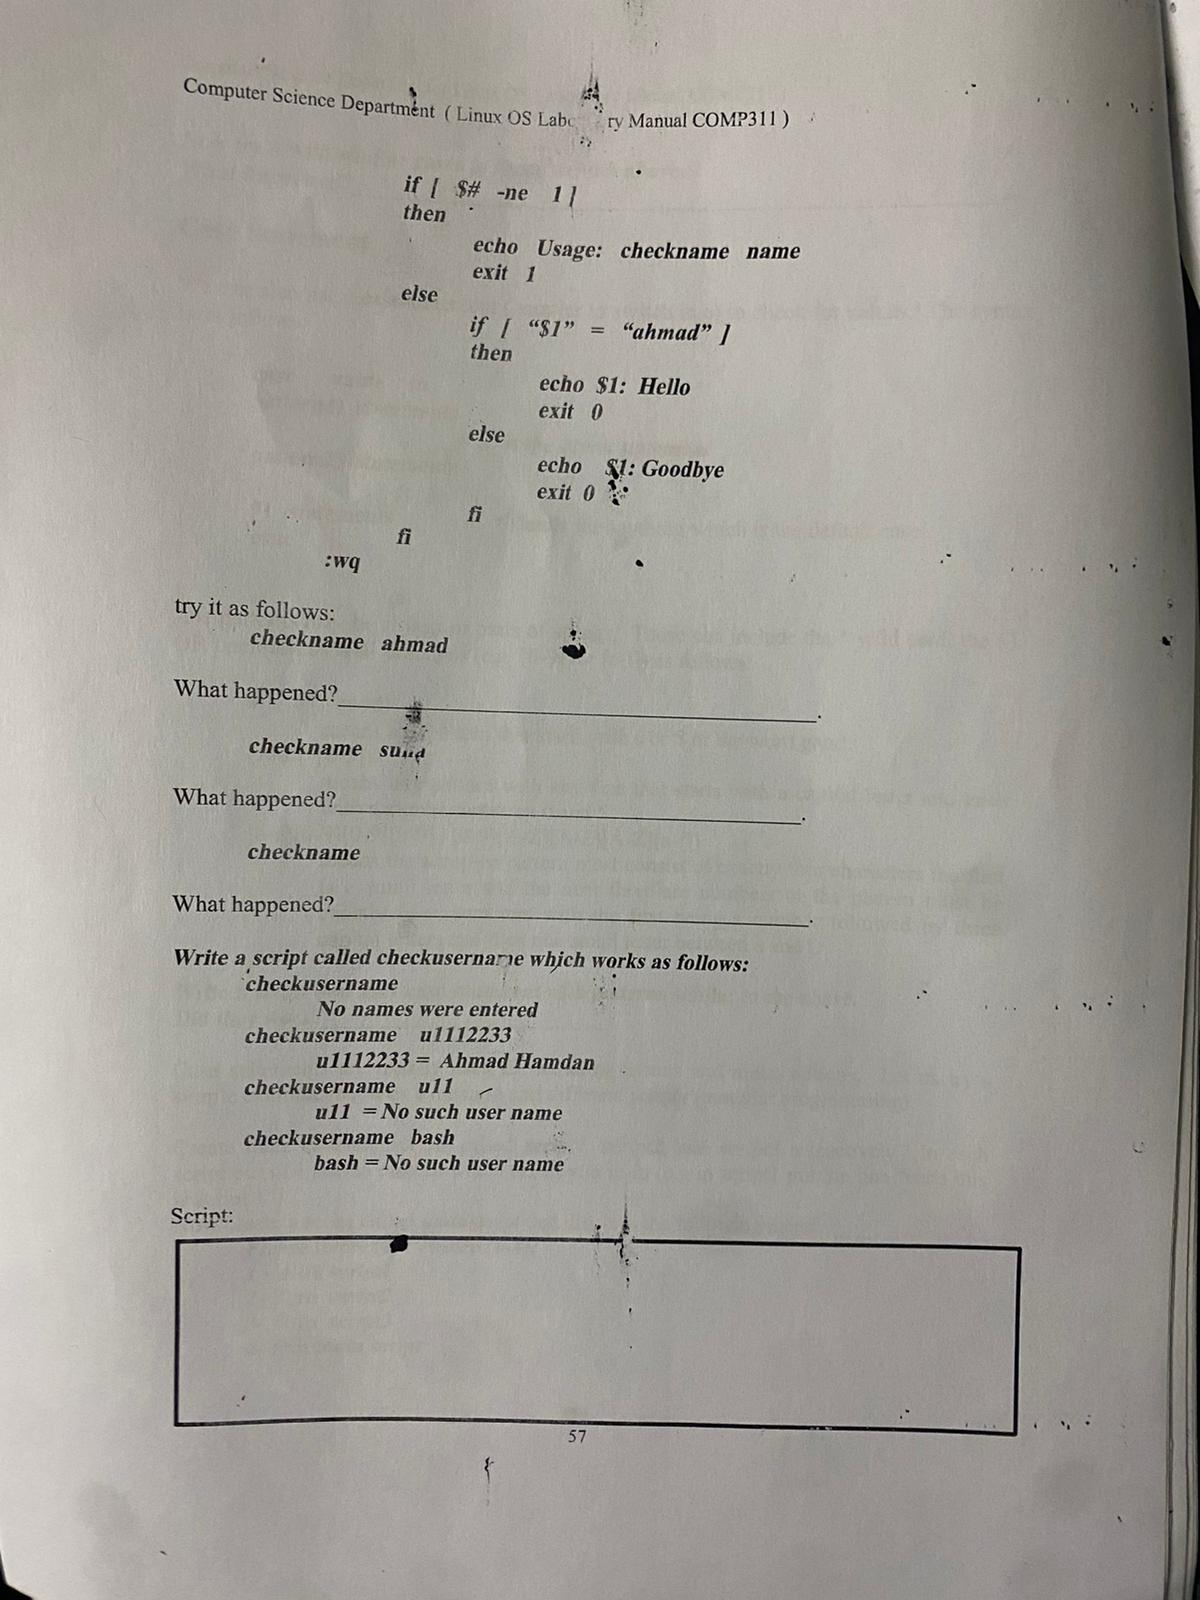 Computer Science Department ( Linux OS Labo ry Manual COMP311 )
if [ $# -ne 1 ]
then
echo Usage: checkname name
exit 1
else
if [ “$1” = “ahmad” ]
then
echo $1: Hello
exit 0
else
echo $1: Goodbye
exit 0
fi
fi
:wq
try it as follows:
checkname ahmad
What happened?
checkname
What happened?
checkname
What happened?
Write a script called checkusername which works as follows:
checkusername
No names were entered
checkusername u1112233
u1112233 = Ahmad Hamdan
checkusername u11
u11 = No such user name
checkusername bash
bash = No such user name
Script:
57